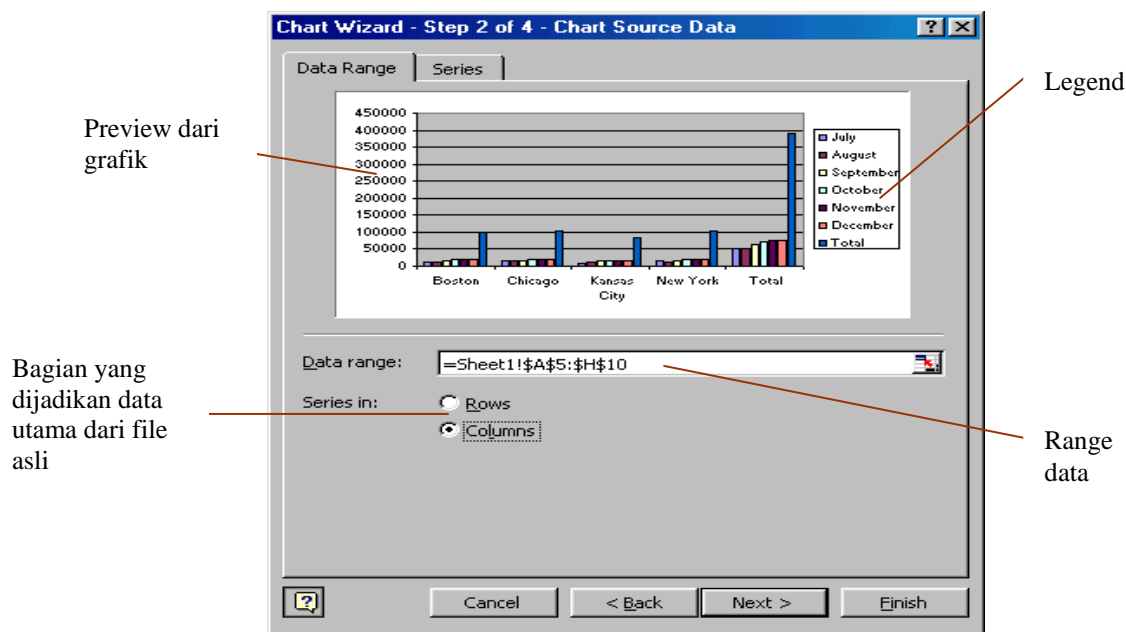 Chart Wizard - Step 2 of 4 - Chart Source Data
Data Range
Series
Legend
Preview dari
grafik
450000
400000
350000
300000
250000
200000
150000
100000
50000
0
Boston
Chicago
Kansas
City
New York
Total
July
August
September
October
November
December
Total
Data range:
=Sheet1!$A$5:$H$10
Bagian yang
dijadikan data
utama dari file
asli
Series in:
Rows
Columns
Range
data
Cancel
< Back
Next >
Finish